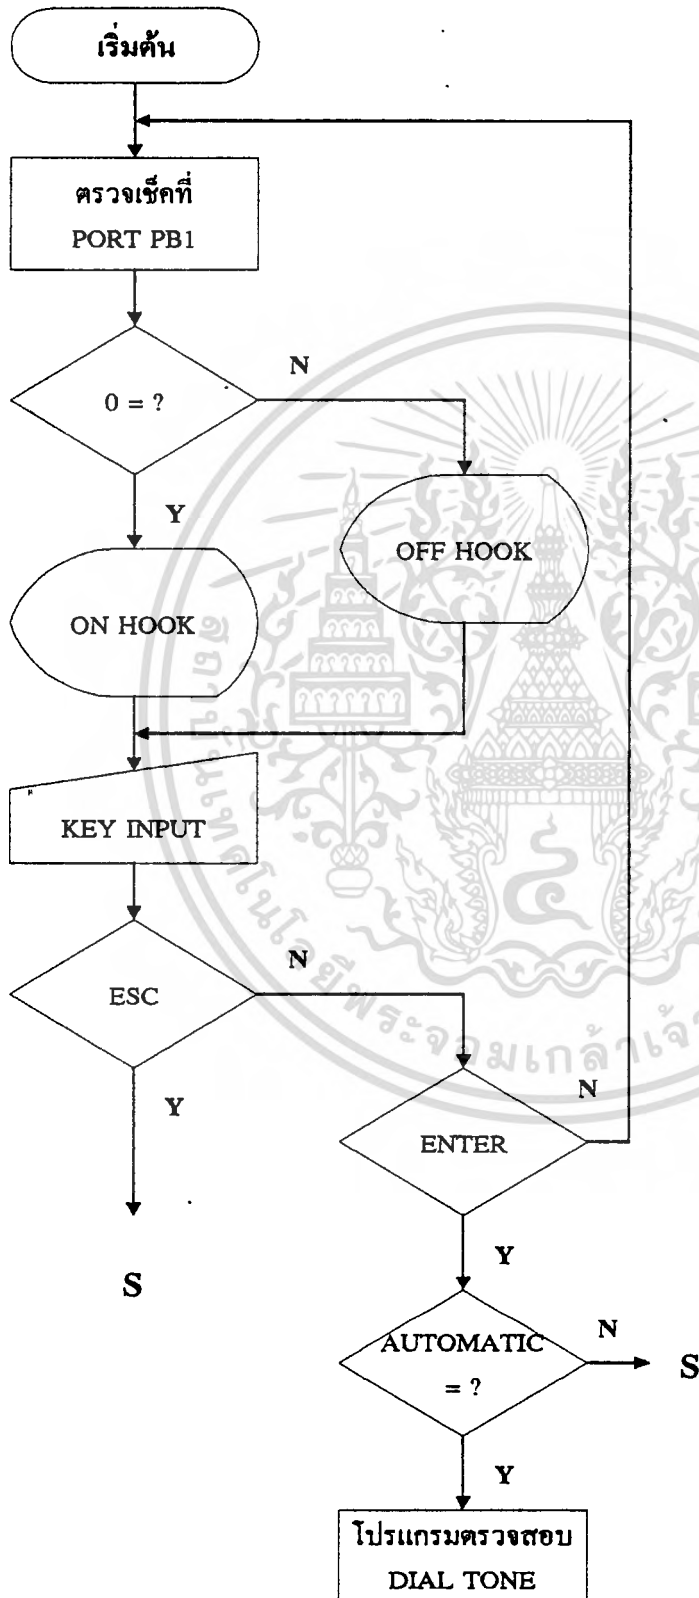 เริ่มต้น
ตรวจเช็คที่
PORT PB1
0 = ?
N
Y
OFF HOOK
ON HOOK
KEY INPUT
ESC
N
Y
ENTER
N
S
Y
AUTOMATIC
= ?
N
S
Y
โปรแกรมตรวจสอบ
DIAL TONE